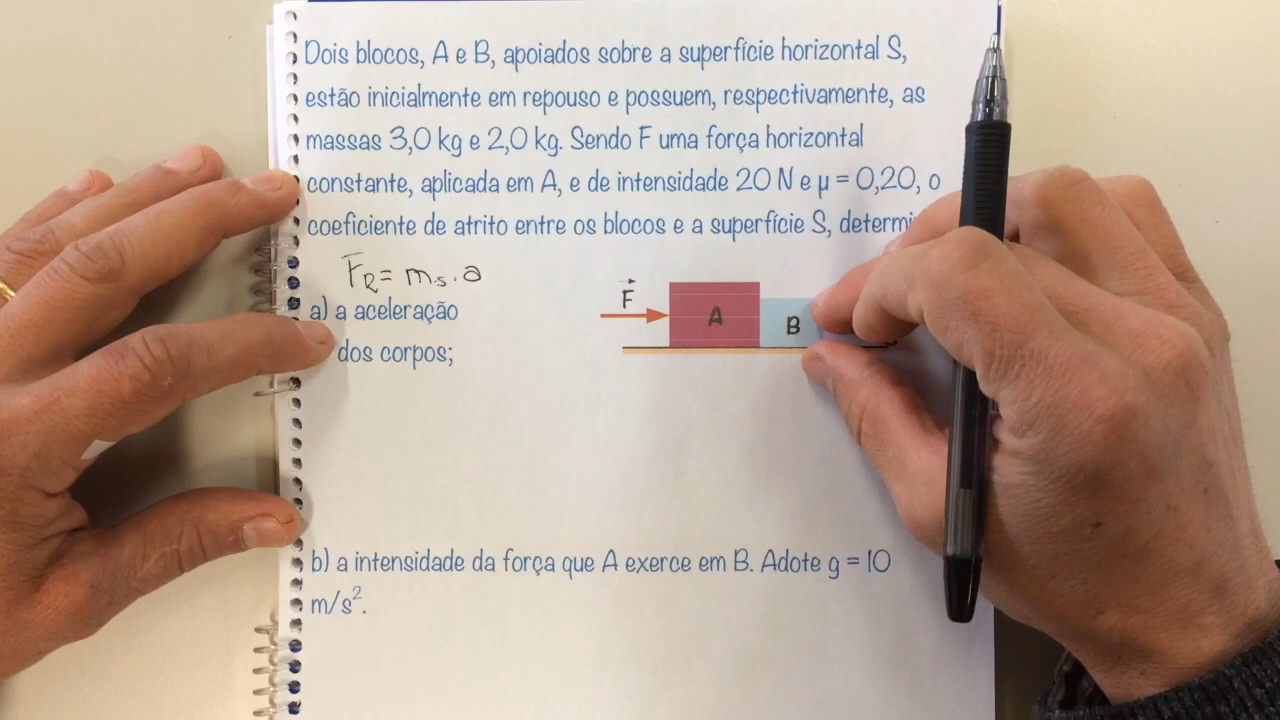 Dois blocos, A e B, apoiados sobre a superfície horizontal S,
estão inicialmente em repouso e possuem, respectivamente, as
massas 3,0 kg e 2,0 kg. Sendo F uma força horizontal
constante, aplicada em A, e de intensidade 20 N e μ = 0,20, o
coeficiente de atrito entre os blocos e a superfície S,
F_R = m_s . a
a) a aceleração
dos corpos;
F
A
B
b) a intensidade da força que A exerce em B. Adote g = 10
m/s².